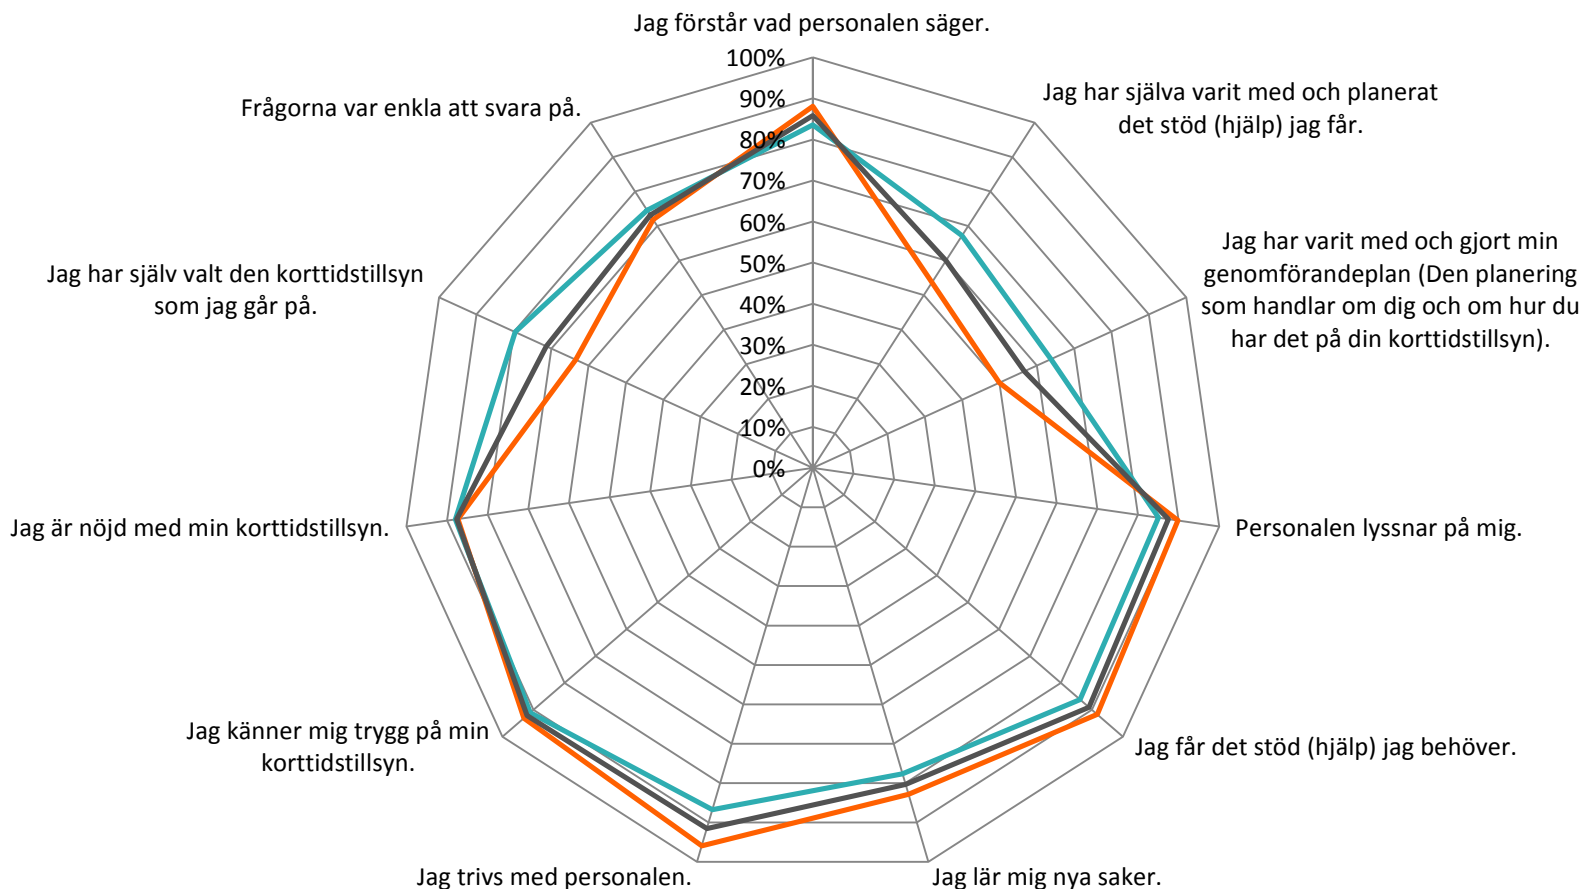 Jag förstår vad personalen säger.
100%
90%
80%
70%
60%
50%
40%
30%
20%
10%
0%
Jag har själva varit med och planerat
det stöd (hjälp) jag får.
Jag har varit med och gjort min
genomförandeplan (Den planering
som handlar om dig och om hur du
har det på din korttidstillsyn).
Personalen lyssnar på mig.
Jag får det stöd (hjälp) jag behöver.
Jag lär mig nya saker.
Jag trivs med personalen.
Jag känner mig trygg på min
korttidstillsyn.
Jag är nöjd med min korttidstillsyn.
Jag har själv valt den korttidstillsyn
som jag går på.
Frågorna var enkla att svara på.